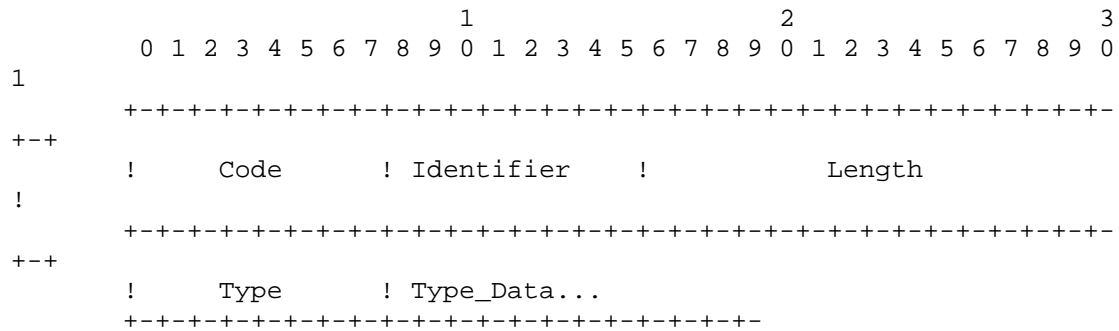 1                   2                   3
        0 1 2 3 4 5 6 7 8 9 0 1 2 3 4 5 6 7 8 9 0 1 2 3 4 5 6 7 8 9 0
1
       +-+-+-+-+-+-+-+-+-+-+-+-+-+-+-+-+-+-+-+-+-+-+-+-+-+-+-+-+-+-+-
+-+
       !     Code      ! Identifier    !           Length
!
       +-+-+-+-+-+-+-+-+-+-+-+-+-+-+-+-+-+-+-+-+-+-+-+-+-+-+-+-+-+-+-
+-+
       !     Type      ! Type_Data...
       +-+-+-+-+-+-+-+-+-+-+-+-+-+-+-+-+-+-+-+-